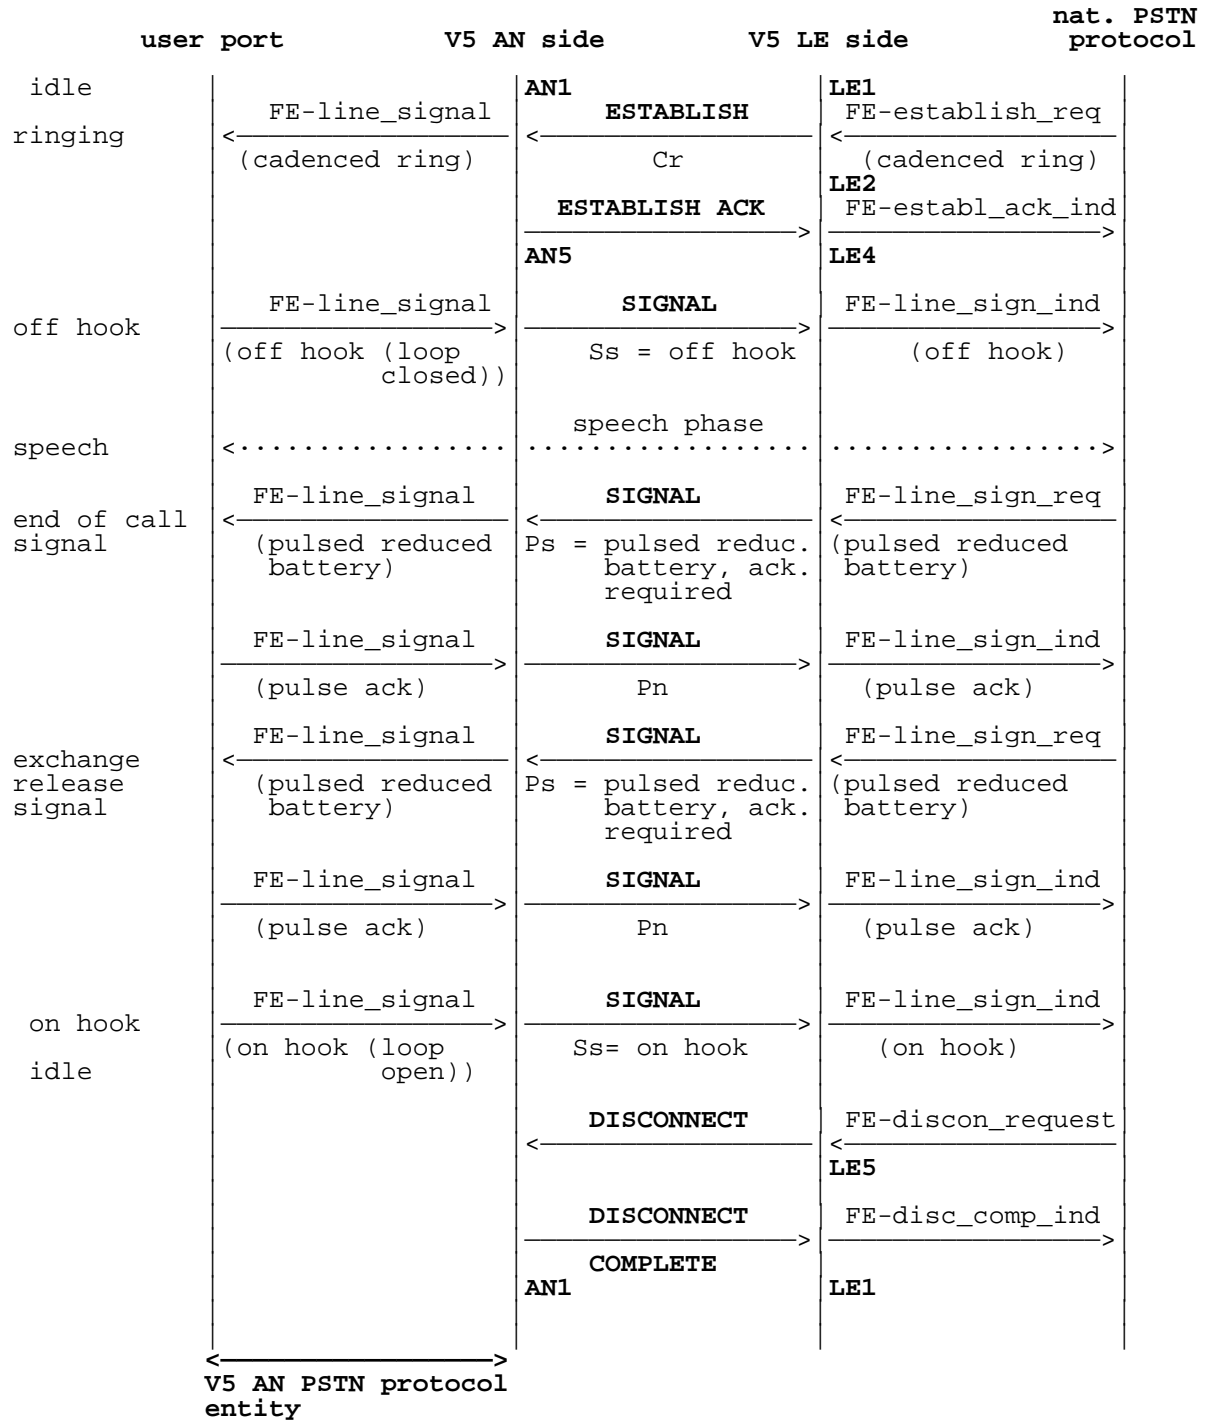 nat. PSTN
user port V5 AN side V5 LE side protocol
idle AN1 LE1
FE-line_signal ESTABLISH FE-establish_req
ringing
(cadenced ring) Cr (cadenced ring)
LE2
ESTABLISH ACK FE-establ_ack_ind
AN5 LE4
FE-line_signal SIGNAL FE-line_sign_ind
off hook
(off hook (loop Ss = off hook (off hook)
closed))
speech phase
speech
FE-line_signal SIGNAL FE-line_sign_req
end of call
signal (pulsed reduced Ps = pulsed reduc. (pulsed reduced
battery) battery, ack. battery)
required
FE-line_signal SIGNAL FE-line_sign_ind
(pulse ack) Pn (pulse ack)
FE-line_signal SIGNAL FE-line_sign_req
exchange
release (pulsed reduced Ps = pulsed reduc. (pulsed reduced
signal battery) battery, ack. battery)
required
FE-line_signal SIGNAL FE-line_sign_ind
(pulse ack) Pn (pulse ack)
FE-line_signal SIGNAL FE-line_sign_ind
on hook
(on hook (loop Ss= on hook (on hook)
idle open))
DISCONNECT FE-discon_request
LE5
DISCONNECT FE-disc_comp_ind
COMPLETE
AN1 LE1
V5 AN PSTN protocol
entity